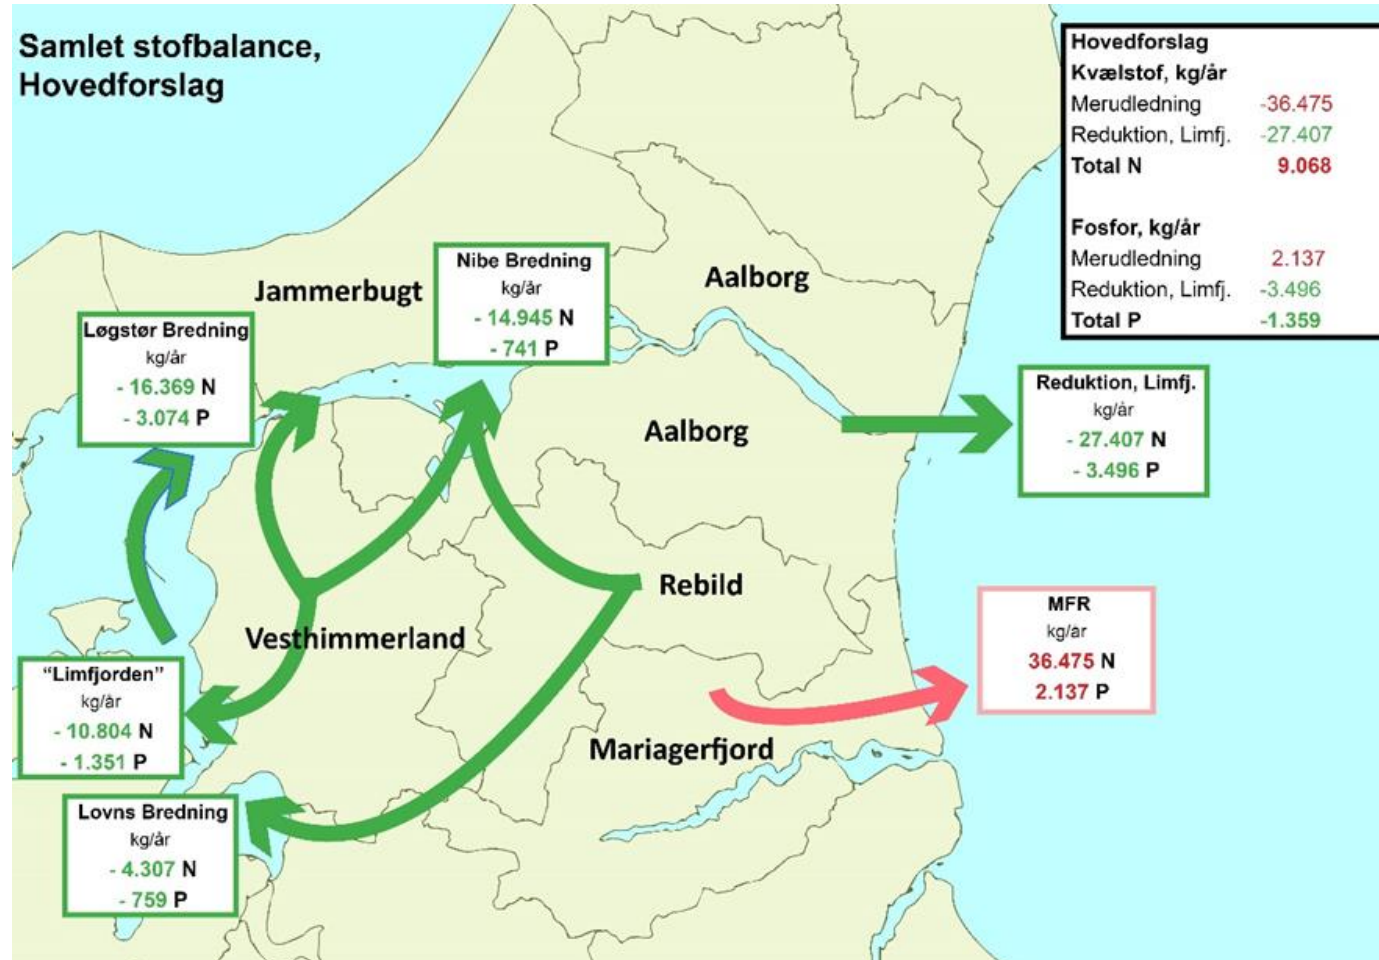 Samlet stofbalance,
Hovedforslag
Hovedforslag
Kvælstof, kg/år
Merudledning -36.475
Reduktion, Limfj. -27.407
Total N 9.068
Fosfor, kg/år
Merudledning 2.137
Reduktion, Limfj. -3.496
Total P -1.359
Nibe Bredning
kg/år
- 14.945 N
- 741 P
Jammerbugt
Aalborg
Løgstør Bredning
kg/år
- 16.369 N
- 3.074 P
Reduktion, Limfj.
kg/år
- 27.407 N
- 3.496 P
Aalborg
Rebild
MFR
kg/år
36.475 N
2.137 P
Vesthimmerland
"Limfjorden"
kg/år
- 10.804 N
- 1.351 P
Mariagerfjord
Lovns Bredning
kg/år
- 4.307 N
- 759 P